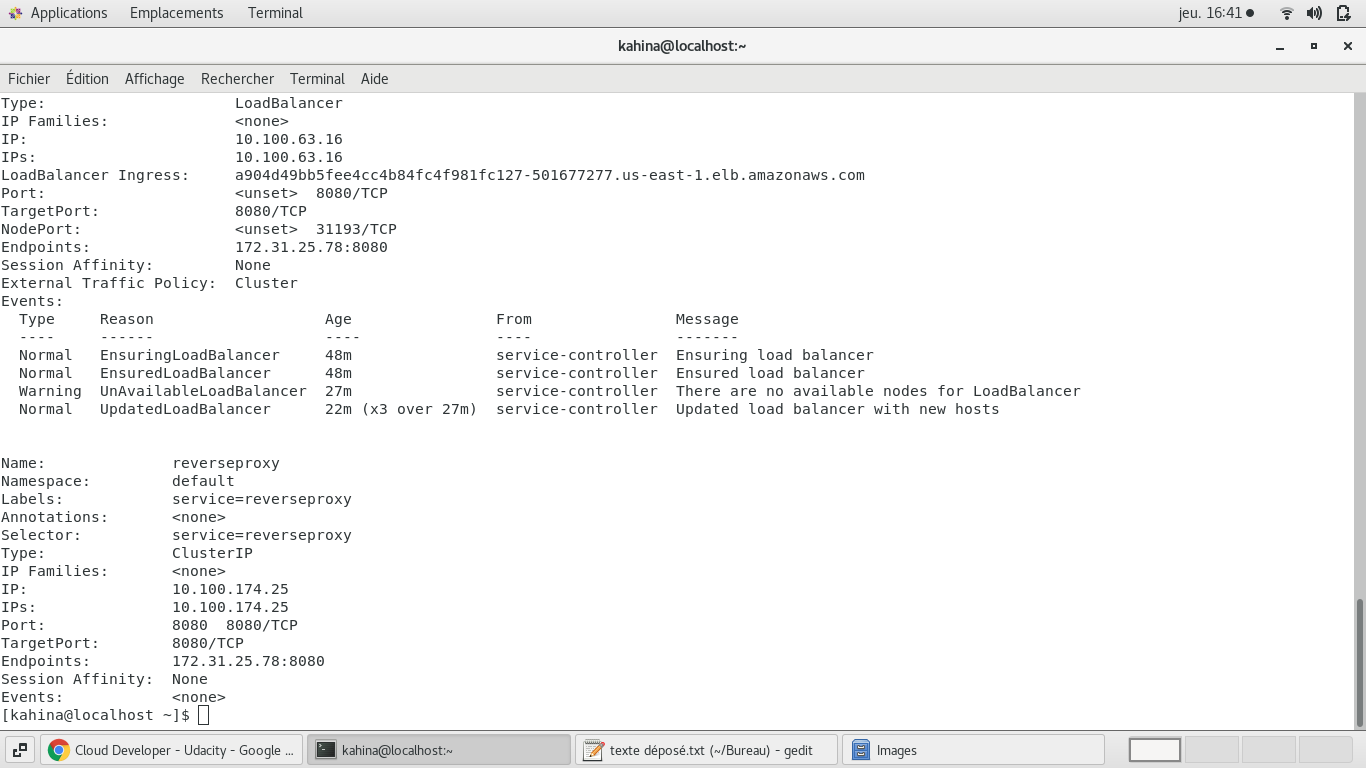 Applications Emplacements Terminal jeu. 16:41
kahina@localhost:~
Fichier Édition Affichage Rechercher Terminal Aide
Type: LoadBalancer
IP Families: <none>
IP: 10.100.63.16
IPs: 10.100.63.16
LoadBalancer Ingress: a904d49bb5fee4cc4b84fc4f981fc127-501677277.us-east-1.elb.amazonaws.com
Port: <unset> 8080/TCP
TargetPort: 8080/TCP
NodePort: <unset> 31193/TCP
Endpoints: 172.31.25.78:8080
Session Affinity: None
External Traffic Policy: Cluster
Events:
Type Reason Age From Message
---- ------ ---- ---- -------
Normal EnsuringLoadBalancer 48m service-controller Ensuring load balancer
Normal EnsuredLoadBalancer 48m service-controller Ensured load balancer
Warning UnAvailableLoadBalancer 27m service-controller There are no available nodes for LoadBalancer
Normal UpdatedLoadBalancer 22m (x3 over 27m) service-controller Updated load balancer with new hosts
Name: reverseproxy
Namespace: default
Labels: service=reverseproxy
Annotations: <none>
Selector: service=reverseproxy
Type: ClusterIP
IP Families: <none>
IP: 10.100.174.25
IPs: 10.100.174.25
Port: 8080 8080/TCP
TargetPort: 8080/TCP
Endpoints: 172.31.25.78:8080
Session Affinity: None
Events: <none>
[kahina@localhost ~]$
Cloud Developer - Udacity - Google ... kahina@localhost:~ texte déposé.txt (~/Bureau) - gedit Images